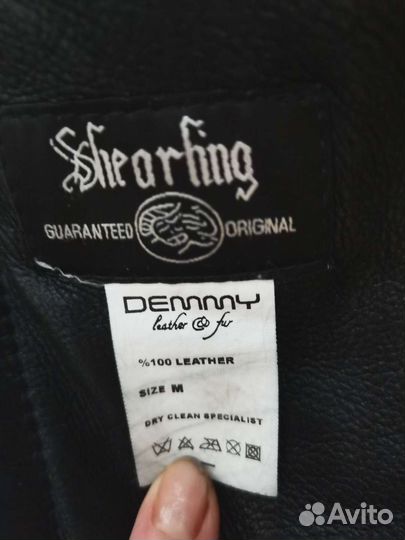 Shearling
GUARANTEED ORIGINAL
DEMMY
leather & fur
%100 LEATHER
SIZE M
DRY CLEAN SPECIALIST
Avito